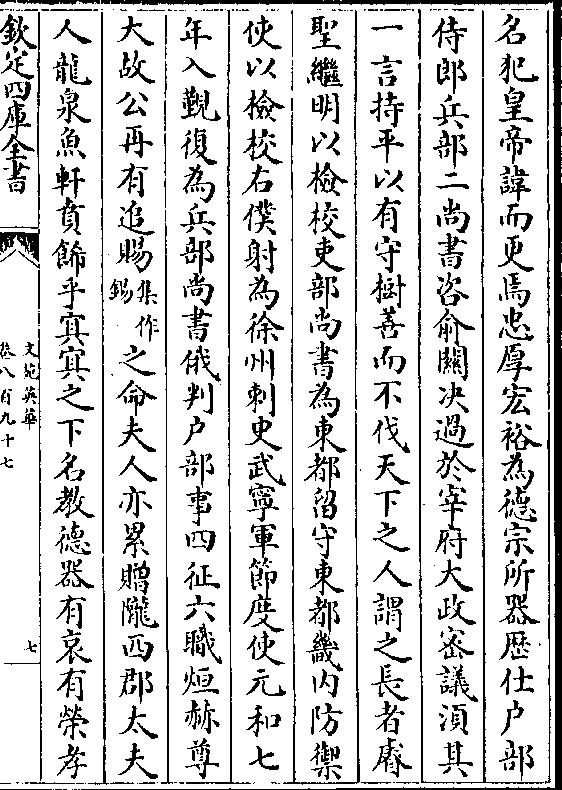 名犯皇帝諱而更焉忠厚宏裕為德宗所器歴仕户部
侍郎兵部二尚書咨俞關决過於宰府大政宻議湏其
一言持平以有守樹善而不伐天下之人謂之長者睿
聖繼明以檢校吏部尚書為東都留守東都畿内防禦
使以檢校右僕射為徐州刺史武寧軍節度使元和七
年入覲復為兵部尚書俄判户部事四征六職烜赫尊
大故公再有追賜集作錫之命夫人亦累贈隴西郡太夫
人龍泉魚軒賁飾乎冥冥之下名教德器有哀有榮孝
欽定四庫全書
文苑英華
卷八百九十七
七